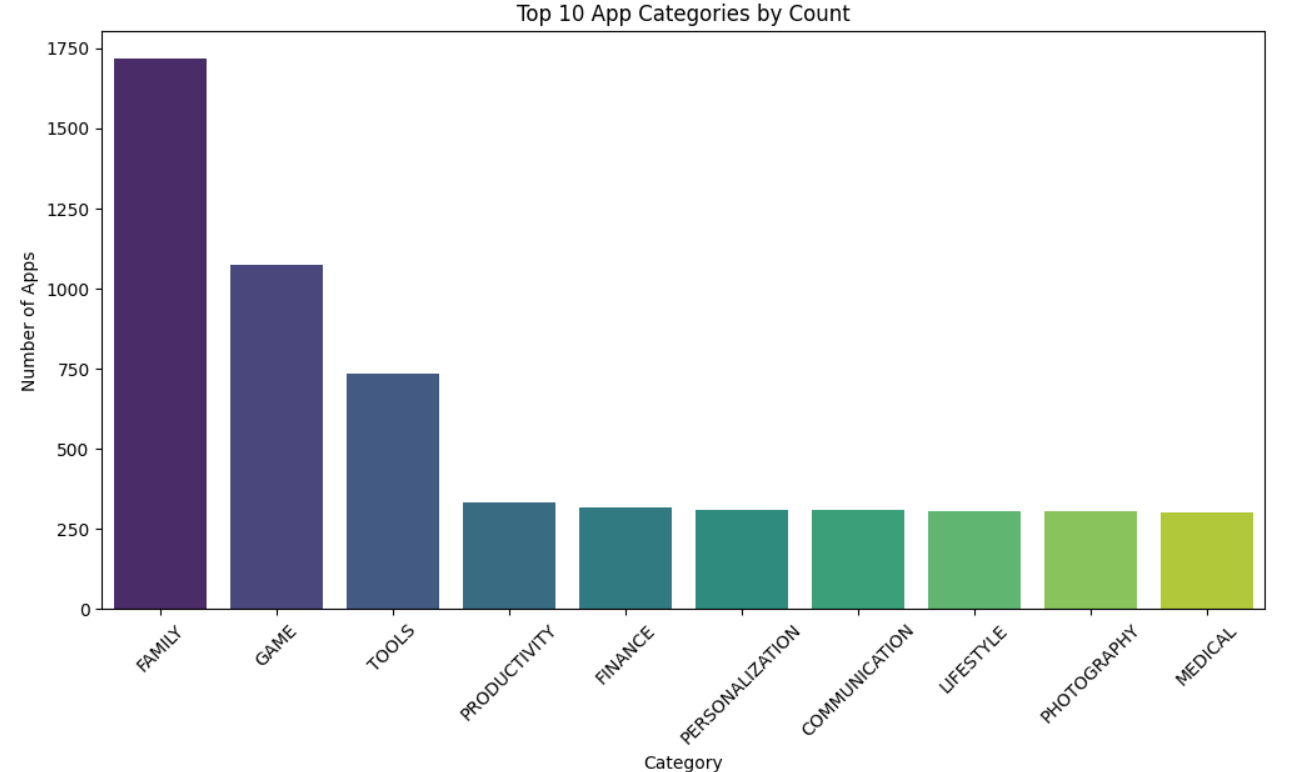 Top 10 App Categories by Count
Number of Apps
1750
1500
1250
1000
750
500
250
0
FAMILY
GAME
TOOLS
PRODUCTIVITY
FINANCE
PERSONALIZATION
COMMUNICATION
LIFESTYLE
PHOTOGRAPHY
MEDICAL
Category